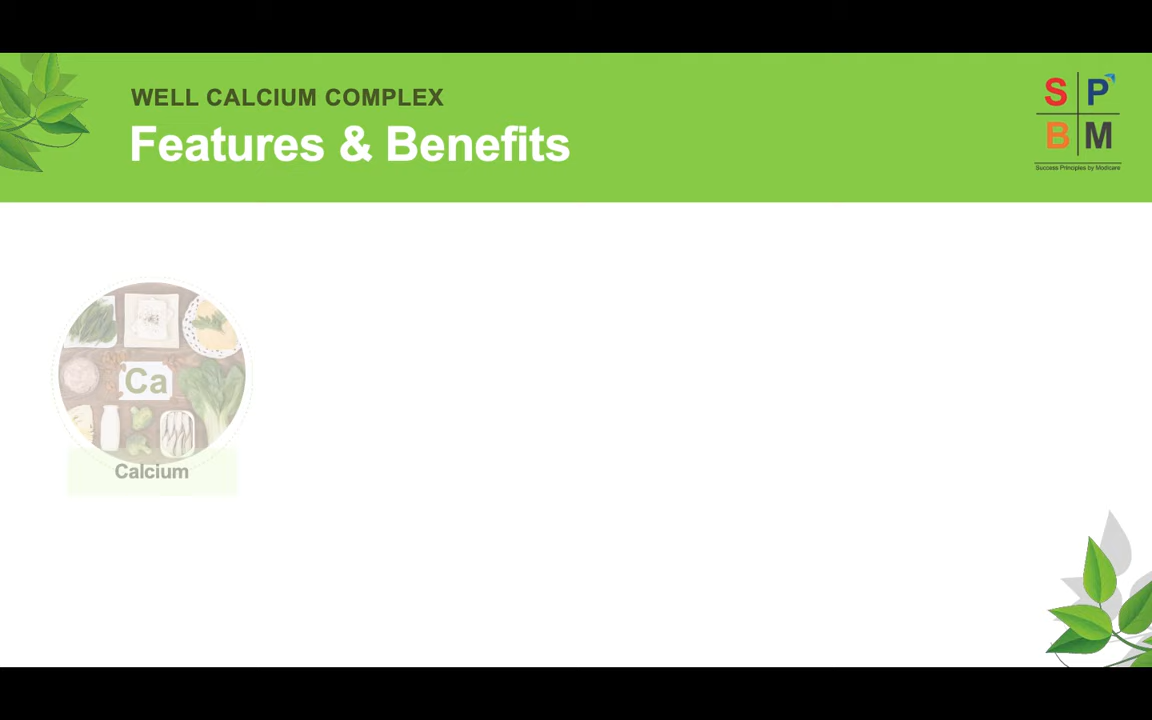 WELL CALCIUM COMPLEX
Features & Benefits
S P
B M
Success Principles by Modicare
Ca
Calcium